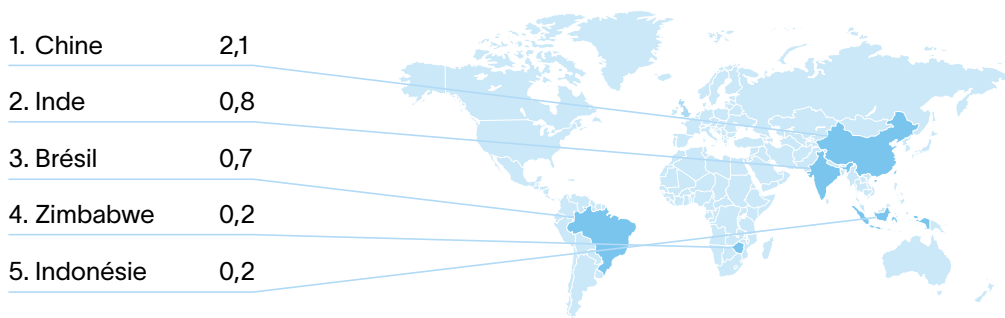 1. Chine 2,1
2. Inde 0,8
3. Brésil 0,7
4. Zimbabwe 0,2
5. Indonésie 0,2